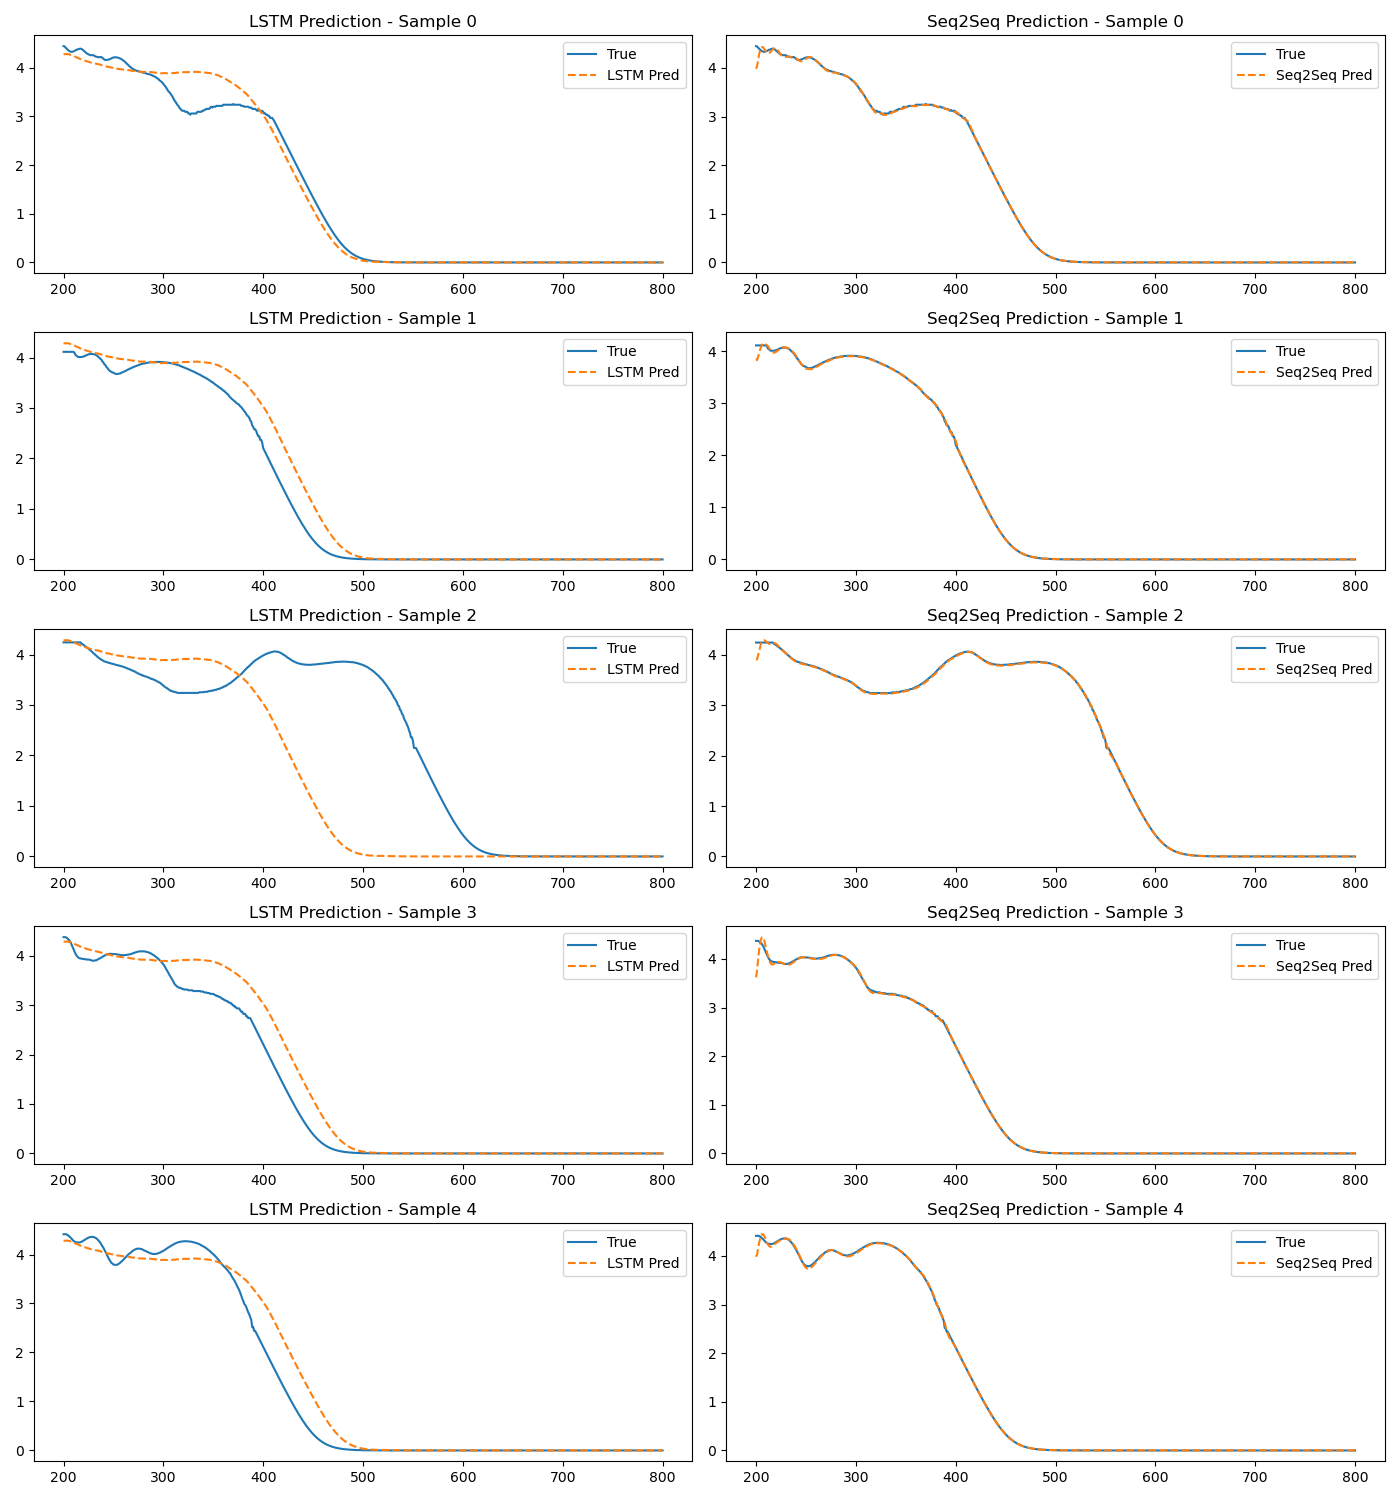 LSTM Prediction - Sample 0
True
LSTM Pred
4
3
2
1
0
200 300 400 500 600 700 800
Seq2Seq Prediction - Sample 0
True
Seq2Seq Pred
4
3
2
1
0
200 300 400 500 600 700 800
LSTM Prediction - Sample 1
True
LSTM Pred
4
3
2
1
0
200 300 400 500 600 700 800
Seq2Seq Prediction - Sample 1
True
Seq2Seq Pred
4
3
2
1
0
200 300 400 500 600 700 800
LSTM Prediction - Sample 2
True
LSTM Pred
4
3
2
1
0
200 300 400 500 600 700 800
Seq2Seq Prediction - Sample 2
True
Seq2Seq Pred
4
3
2
1
0
200 300 400 500 600 700 800
LSTM Prediction - Sample 3
True
LSTM Pred
4
3
2
1
0
200 300 400 500 600 700 800
Seq2Seq Prediction - Sample 3
True
Seq2Seq Pred
4
3
2
1
0
200 300 400 500 600 700 800
LSTM Prediction - Sample 4
True
LSTM Pred
4
3
2
1
0
200 300 400 500 600 700 800
Seq2Seq Prediction - Sample 4
True
Seq2Seq Pred
4
3
2
1
0
200 300 400 500 600 700 800